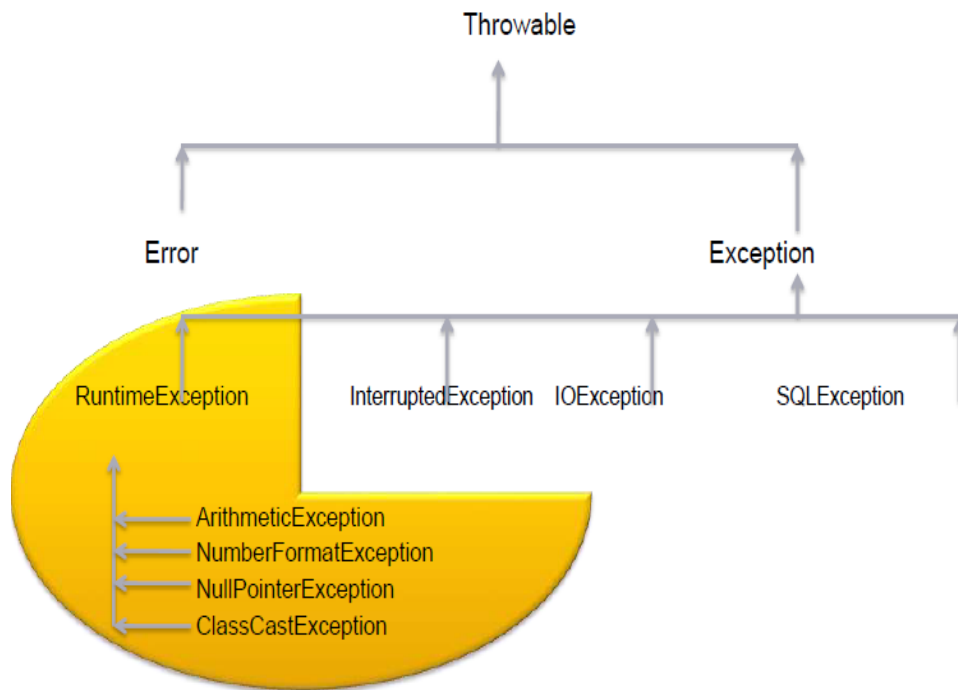 Throwable
Error
Exception
RuntimeException
InterruptedException
IOException
SQLException
ArithmeticException
NumberFormatException
NullPointerException
ClassCastException